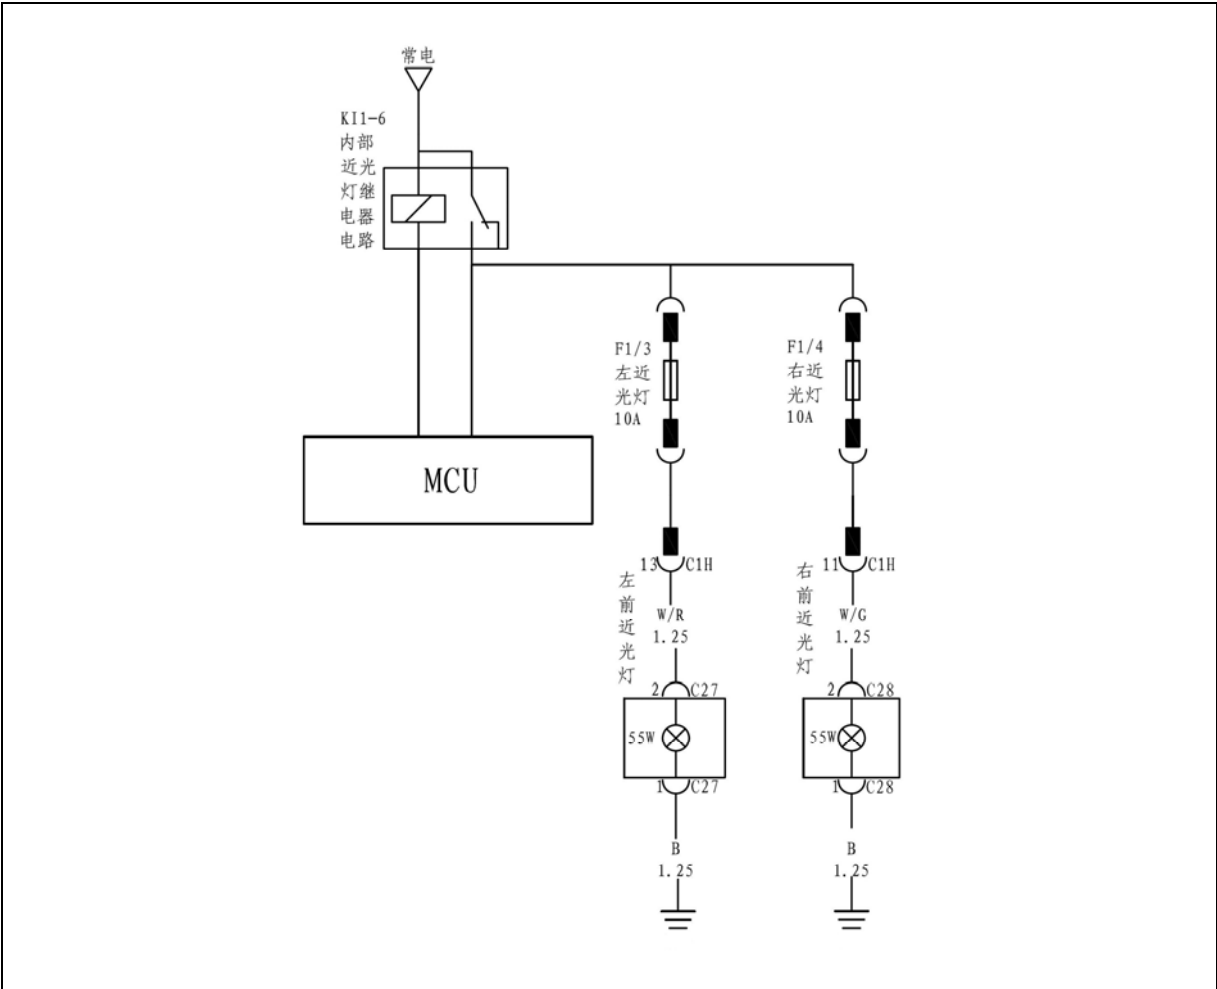 常电
KI1-6
内部
近光
灯继
电器
电路
F1/3
左近
光灯
10A
F1/4
右近
光灯
10A
MCU
13 C1H
11 C1H
左前近光灯
右前近光灯
W/R
1.25
W/G
1.25
2 C27
2 C28
55W
55W
1 C27
1 C28
B
1.25
B
1.25